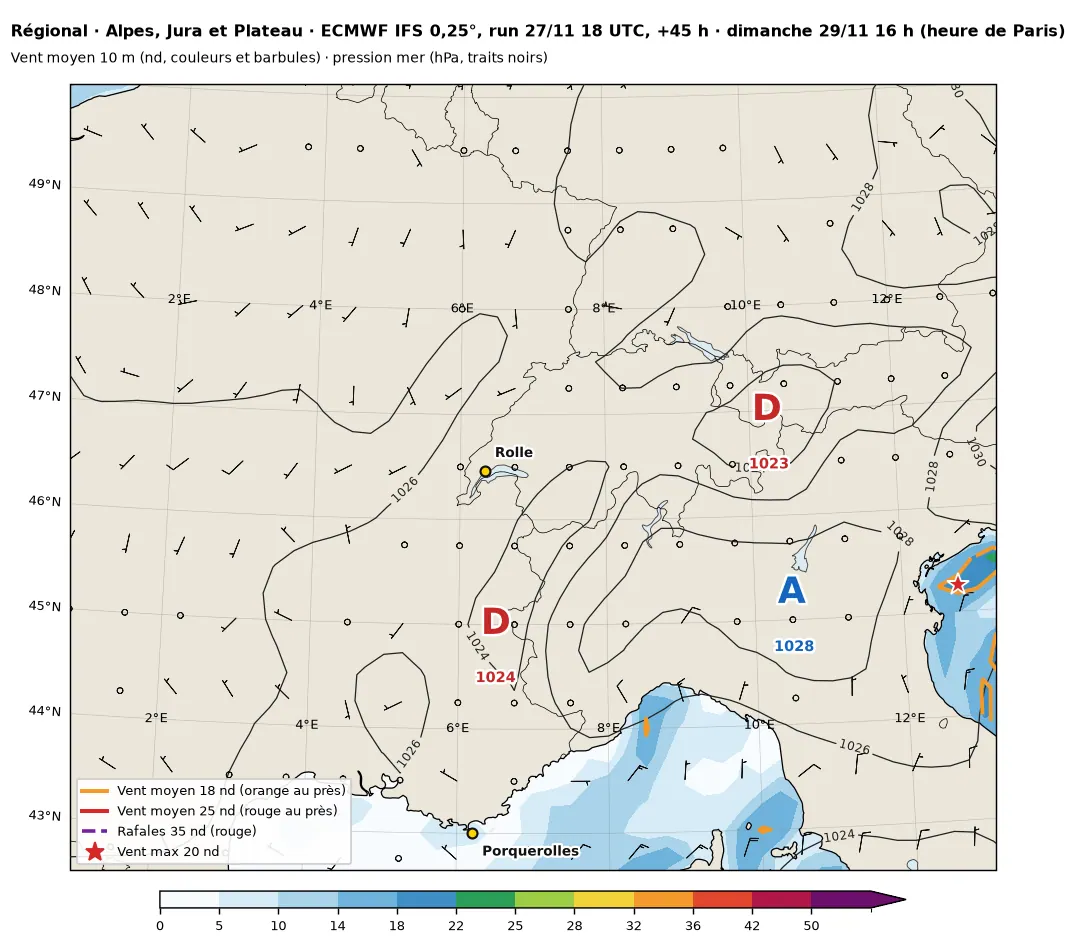 Régional · Alpes, Jura et Plateau · ECMWF IFS 0,25°, run 27/11 18 UTC, +45 h · dimanche 29/11 16 h (heure de Paris)
Vent moyen 10 m (nd, couleurs et barbules) · pression mer (hPa, traits noirs)
49°N
1028
48°N
2°E
4°E
6°E
8°E
10°E
12°E
47°N
D
1023
Rolle
1026
1028
1030
46°N
1028
A
1028
45°N
D
1024
1024
44°N
2°E
4°E
6°E
8°E
10°E
12°E
1026
1026
43°N
1024
Vent moyen 18 nd (orange au près)
Vent moyen 25 nd (rouge au près)
Rafales 35 nd (rouge)
Vent max 20 nd
Porquerolles
0 5 10 14 18 22 25 28 32 36 42 50